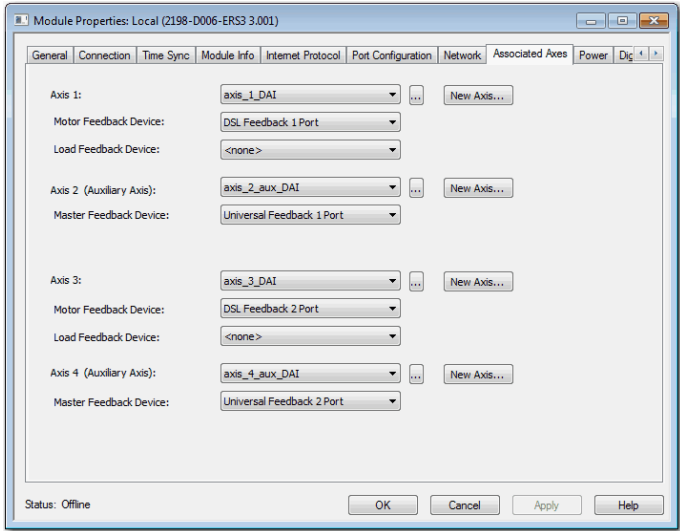 Module Properties: Local (2198-D006-ERS3 3.001)
General Connection Time Sync Module Info Internet Protocol Port Configuration Network Associated Axes Power Dig
Axis 1: axis_1_DAI ... New Axis...
Motor Feedback Device: DSL Feedback 1 Port
Load Feedback Device: <none>
Axis 2 (Auxiliary Axis): axis_2_aux_DAI ... New Axis...
Master Feedback Device: Universal Feedback 1 Port
Axis 3: axis_3_DAI ... New Axis...
Motor Feedback Device: DSL Feedback 2 Port
Load Feedback Device: <none>
Axis 4 (Auxiliary Axis): axis_4_aux_DAI ... New Axis...
Master Feedback Device: Universal Feedback 2 Port
Status: Offline OK Cancel Apply Help